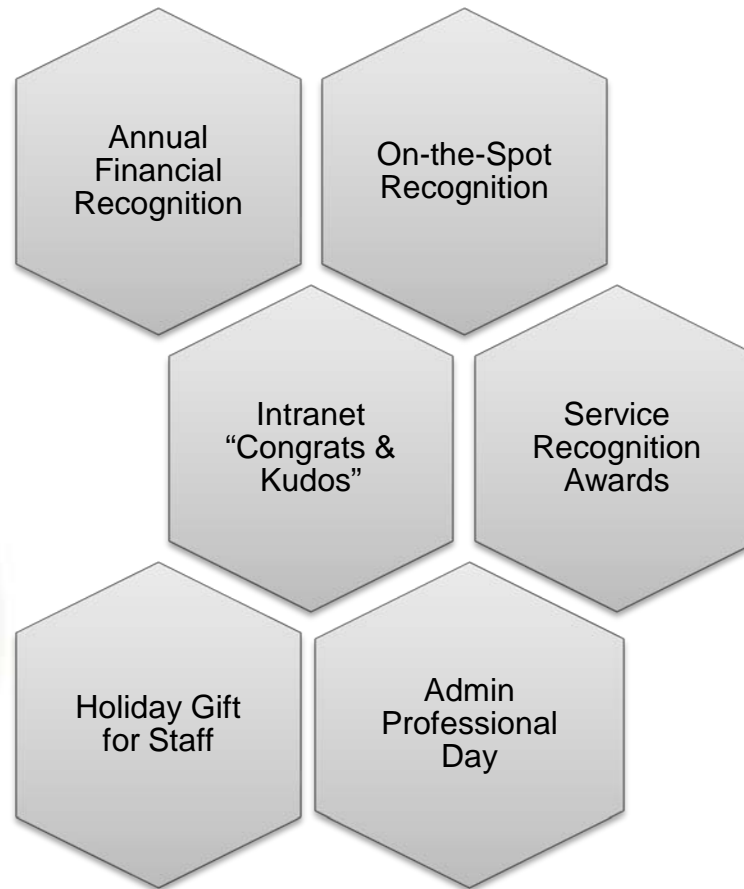 Annual
Financial
Recognition
On-the-Spot
Recognition
Intranet
“Congrats &
Kudos”
Service
Recognition
Awards
Holiday Gift
for Staff
Admin
Professional
Day